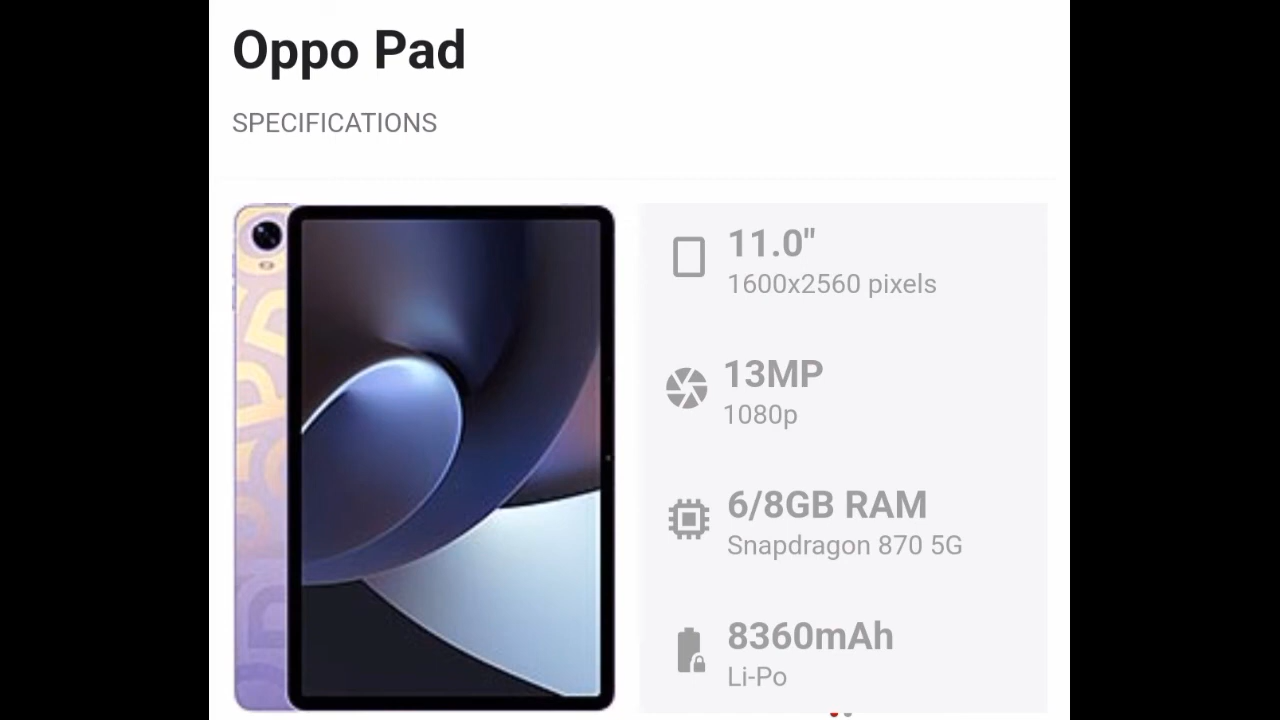 Oppo Pad
SPECIFICATIONS
11.0"
1600x2560 pixels
13MP
1080p
6/8GB RAM
Snapdragon 870 5G
8360mAh
Li-Po